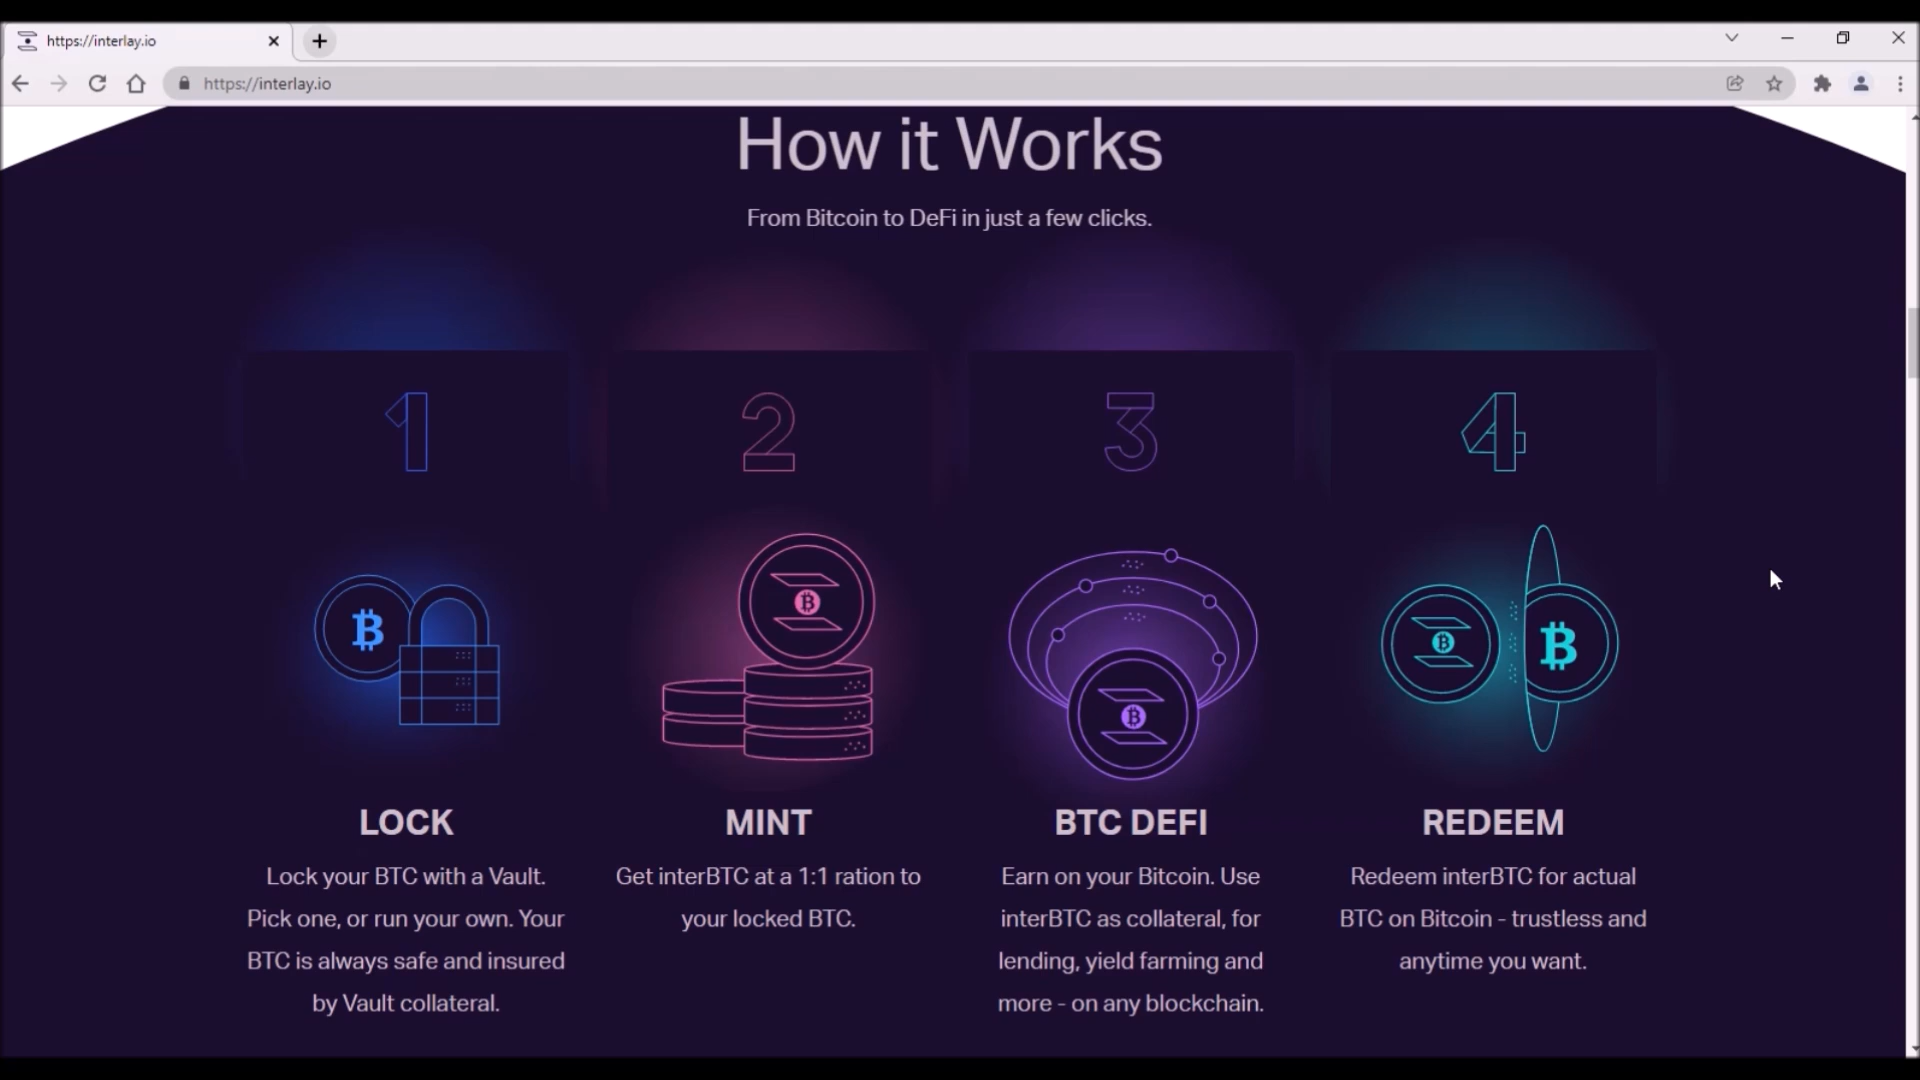 https://interlay.io
https://interlay.io
How it Works
From Bitcoin to DeFi in just a few clicks.
1
2
3
4
LOCK
Lock your BTC with a Vault.
Pick one, or run your own. Your
BTC is always safe and insured
by Vault collateral.
MINT
Get interBTC at a 1:1 ration to
your locked BTC.
BTC DEFI
Earn on your Bitcoin. Use
interBTC as collateral, for
lending, yield farming and
more - on any blockchain.
REDEEM
Redeem interBTC for actual
BTC on Bitcoin - trustless and
anytime you want.